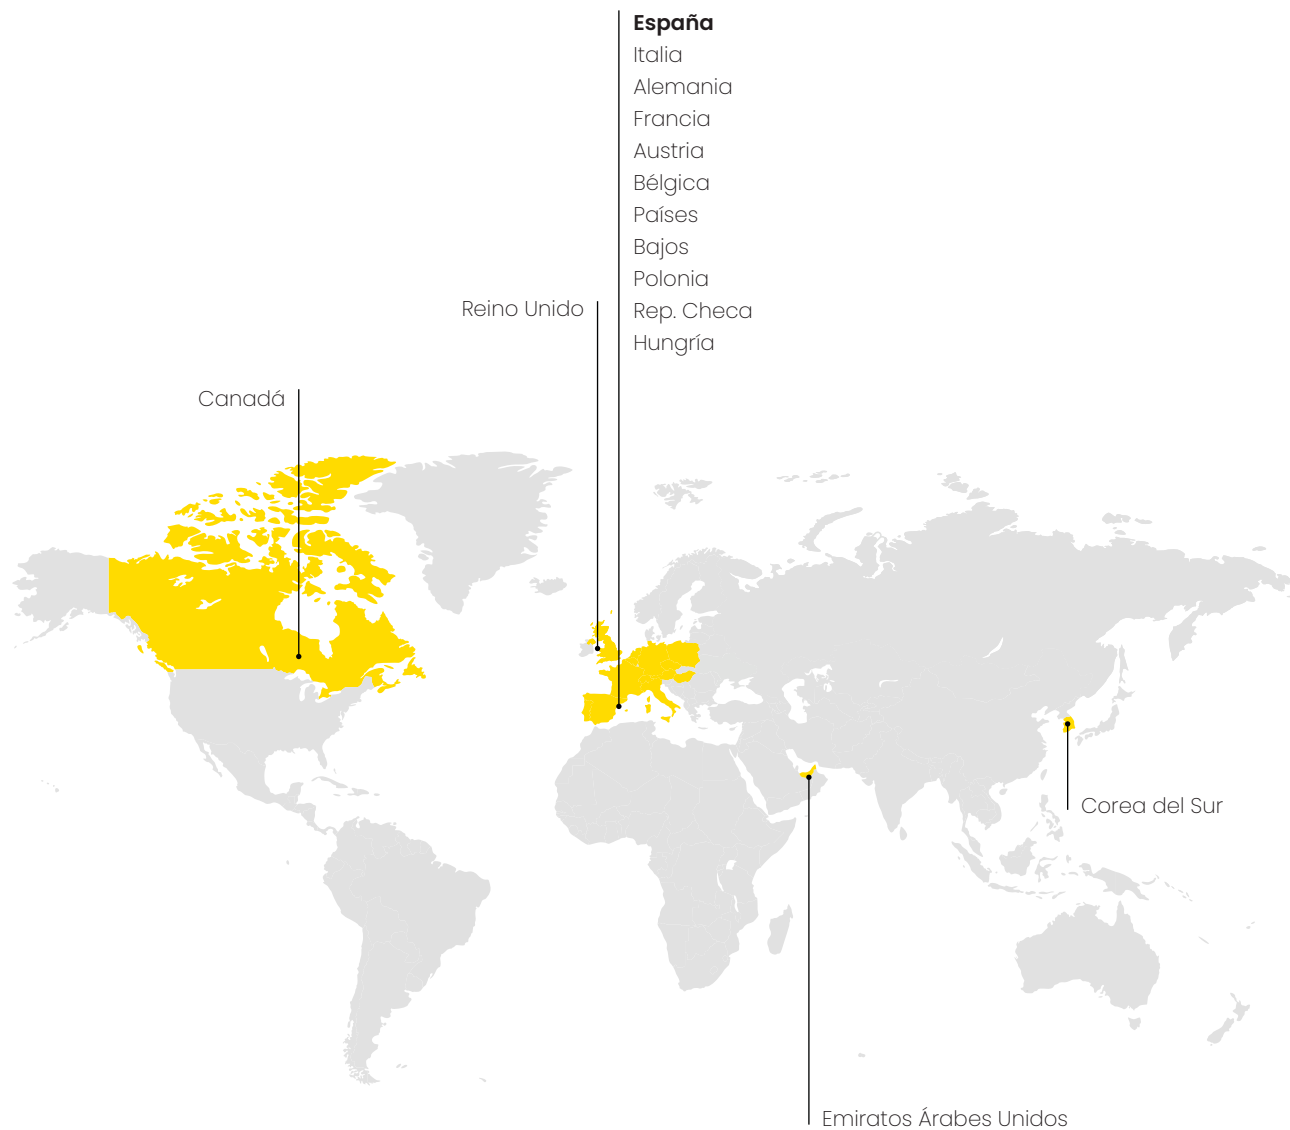 España
Italia
Alemania
Francia
Austria
Bélgica
Países
Bajos
Polonia
Rep. Checa
Hungría
Reino Unido
Canadá
Corea del Sur
Emiratos Árabes Unidos